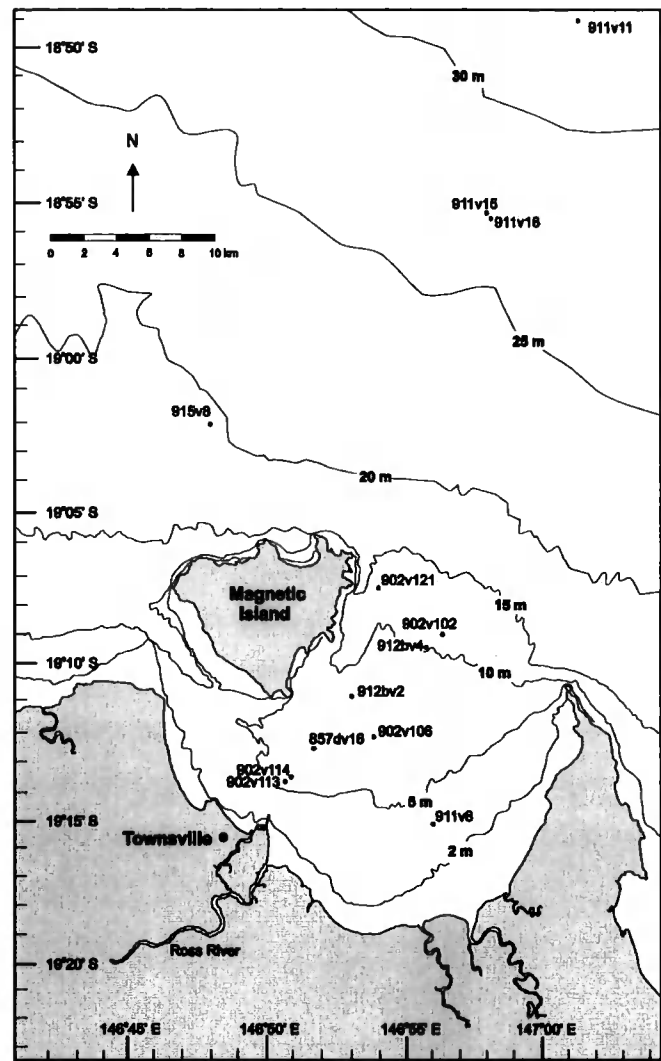 18°50' S
911v11
30 m
N
18°55' S
911v15
911v16
0 2 4 6 8 10 km
25 m
19°00' S
915v8
20 m
19°05' S
Magnetic
Island
902v121
15 m
902v102
912bv4
19°10' S
10 m
912bv2
902v106
857dv16
902v114
902v113
5 m
911v8
19°15' S
Townsville
2 m
Ross River
19°20' S
146°45' E 146°50' E 146°55' E 147°00' E